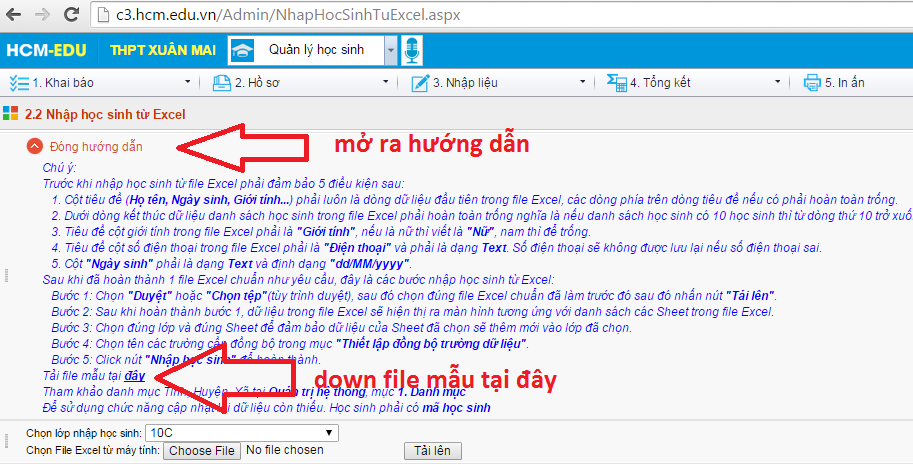 c3.hcm.edu.vn/Admin/NhapHocSinhTuExcel.aspx
HCM-EDU THPT XUÂN MAI Quản lý học sinh
1. Khai báo 2. Hồ sơ 3. Nhập liệu 4. Tổng kết 5. In ấn
2.2 Nhập học sinh từ Excel
Đóng hướng dẫn mở ra hướng dẫn
Chú ý:
Trước khi nhập học sinh từ file Excel phải đảm bảo 5 điều kiện sau:
1. Cột tiêu đề (Họ tên, Ngày sinh, Giới tính...) phải luôn là dòng dữ liệu đầu tiên trong file Excel, các dòng phía trên dòng tiêu đề nếu có phải hoàn toàn trống.
2. Dưới dòng kết thúc dữ liệu danh sách học sinh trong file Excel phải hoàn toàn trống nghĩa là nếu danh sách học sinh có 10 học sinh thì từ dòng thứ 10 trở xuố
3. Tiêu đề cột giới tính trong file Excel phải là "Giới tính", nếu là nữ thì viết là "Nữ", nam thì để trống.
4. Tiêu đề cột số điện thoại trong file Excel phải là "Điện thoại" và phải là dạng Text. Số điện thoại sẽ không được lưu lại nếu số điện thoại sai.
5. Cột "Ngày sinh" phải là dạng Text và định dạng "dd/MM/yyyy".
Sau khi đã hoàn thành 1 file Excel chuẩn như yêu cầu, đây là các bước nhập học sinh từ Excel:
Bước 1: Chọn "Duyệt" hoặc "Chọn tệp"(tùy trình duyệt), sau đó chọn đúng file Excel chuẩn đã làm trước đó sau đó nhấn nút "Tải lên".
Bước 2: Sau khi hoàn thành bước 1, dữ liệu trong file Excel sẽ hiện thị ra màn hình tương ứng với danh sách các Sheet trong file Excel.
Bước 3: Chọn đúng lớp và đúng Sheet để đảm bảo dữ liệu của Sheet đã chọn sẽ thêm mới vào lớp đã chọn.
Bước 4: Chọn tên các trường cần đồng bộ trong mục "Thiết lập đồng bộ trường dữ liệu".
Bước 5: Click nút "Nhập học sinh" để hoàn thành.
Tải file mẫu tại đây down file mẫu tại đây
Tham khảo danh mục Tỉnh, Huyện, Xã tại Quản trị hệ thống, mục 1. Danh mục
Để sử dụng chức năng cập nhật lại dữ liệu còn thiếu. Học sinh phải có mã học sinh
Chọn lớp nhập học sinh: 10C
Chọn File Excel từ máy tính: Choose File No file chosen Tải lên